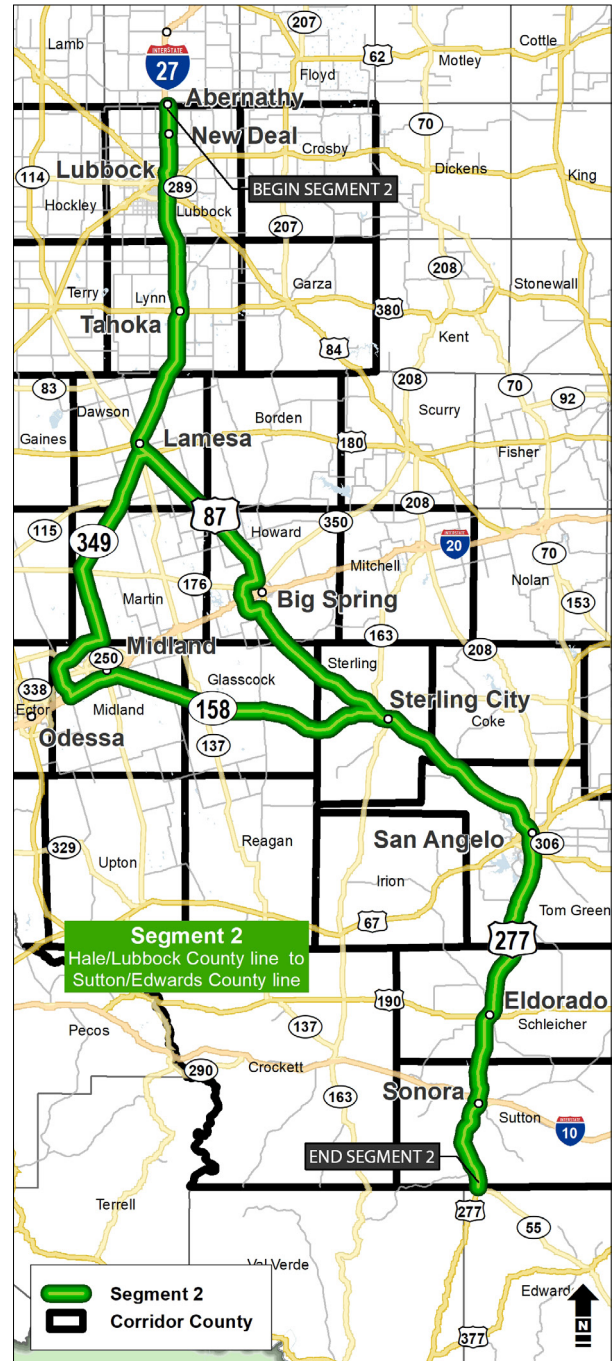 207
Cottle
Lamb
62
Motley
INTERSTATE
27
Floyd
70
Abernathy
New Deal
Crosby
Lubbock
Dickens
King
114
289
BEGIN SEGMENT 2
Hockley
Lubbock
207
208
Terry
Lynn
Garza
Stonewall
380
Tahoka
Kent
84
83
208
70
Dawson
92
Borden
Scurry
Gaines
Lamesa
180
Fisher
87
208
115
349
Howard
350
INTERSTATE
20
70
176
Mitchell
Nolan
Martin
Big Spring
153
163
Midland
Sterling
208
250
Glasscock
338
Sterling City
Ector
Midland
158
Coke
Odessa
137
San Angelo
329
Reagan
306
Upton
Irion
Tom Green
67
277
Segment 2
Hale/Lubbock County line to
Sutton/Edwards County line
190
Eldorado
Pecos
137
Schleicher
290
Crockett
163
Sonora
Sutton
INTERSTATE
10
END SEGMENT 2
Terrell
277
55
Val Verde
Edward
Segment 2
Corridor County
N
377